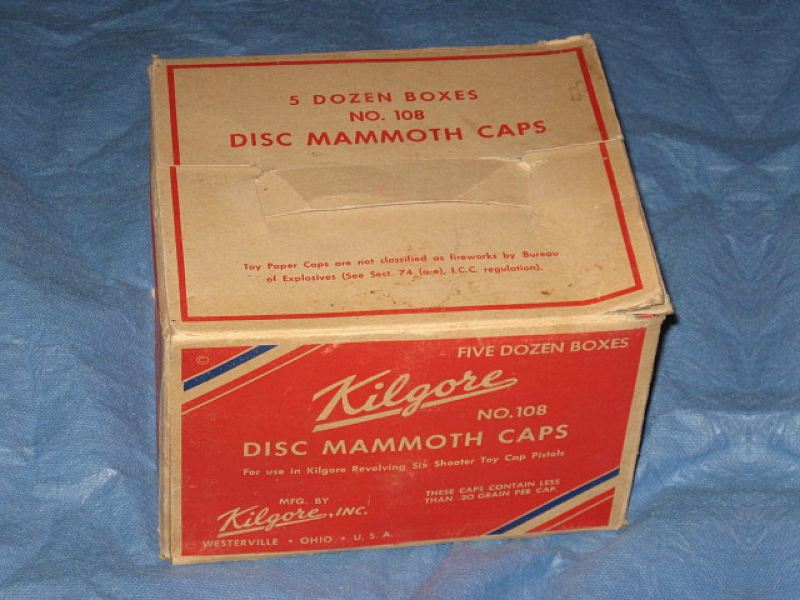 5 DOZEN BOXES
NO. 108
DISC MAMMOTH CAPS
Toy Paper Caps are not classified as fireworks by Bureau
of Explosives (See Sect. 74 (a-e), I.C.C. regulation).
©
FIVE DOZEN BOXES
Kilgore
NO.108
DISC MAMMOTH CAPS
For use in Kilgore Revolving Six Shooter Toy Cap Pistols
MFG. BY
Kilgore, INC.
WESTERVILLE • OHIO • U. S. A.
THESE CAPS CONTAIN LESS
THAN .20 GRAIN PER CAP.